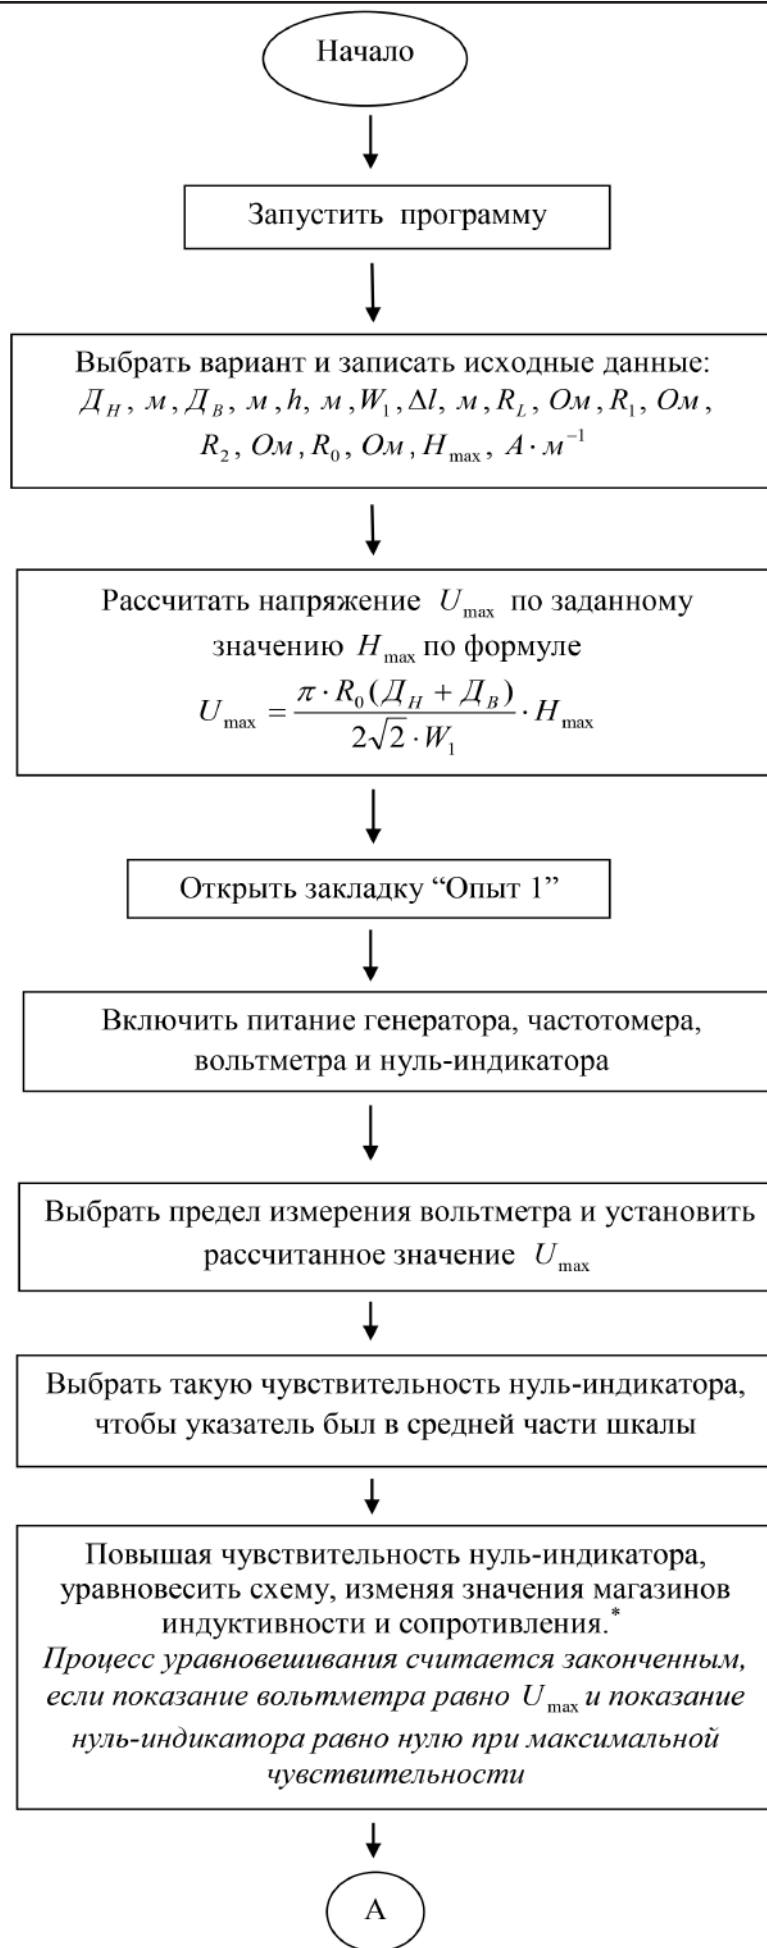 Начало
Запустить программу
Выбрать вариант и записать исходные данные:
Д_Н, м, Д_В, м, h, м, W_1, Δl, м, R_L, Ом, R_1, Ом,
R_2, Ом, R_0, Ом, H_max, А · м^{-1}
Рассчитать напряжение U_max по заданному
значению H_max по формуле
U_max = \frac{π · R_0 (Д_Н + Д_В)}{2√2 · W_1} · H_max
Открыть закладку “Опыт 1”
Включить питание генератора, частотомера,
вольтметра и нуль-индикатора
Выбрать предел измерения вольтметра и установить
рассчитанное значение U_max
Выбрать такую чувствительность нуль-индикатора,
чтобы указатель был в средней части шкалы
Повышая чувствительность нуль-индикатора,
уравновесить схему, изменяя значения магазинов
индуктивности и сопротивления.*
Процесс уравновешивания считается законченным,
если показание вольтметра равно U_max и показание
нуль-индикатора равно нулю при максимальной
чувствительности
А